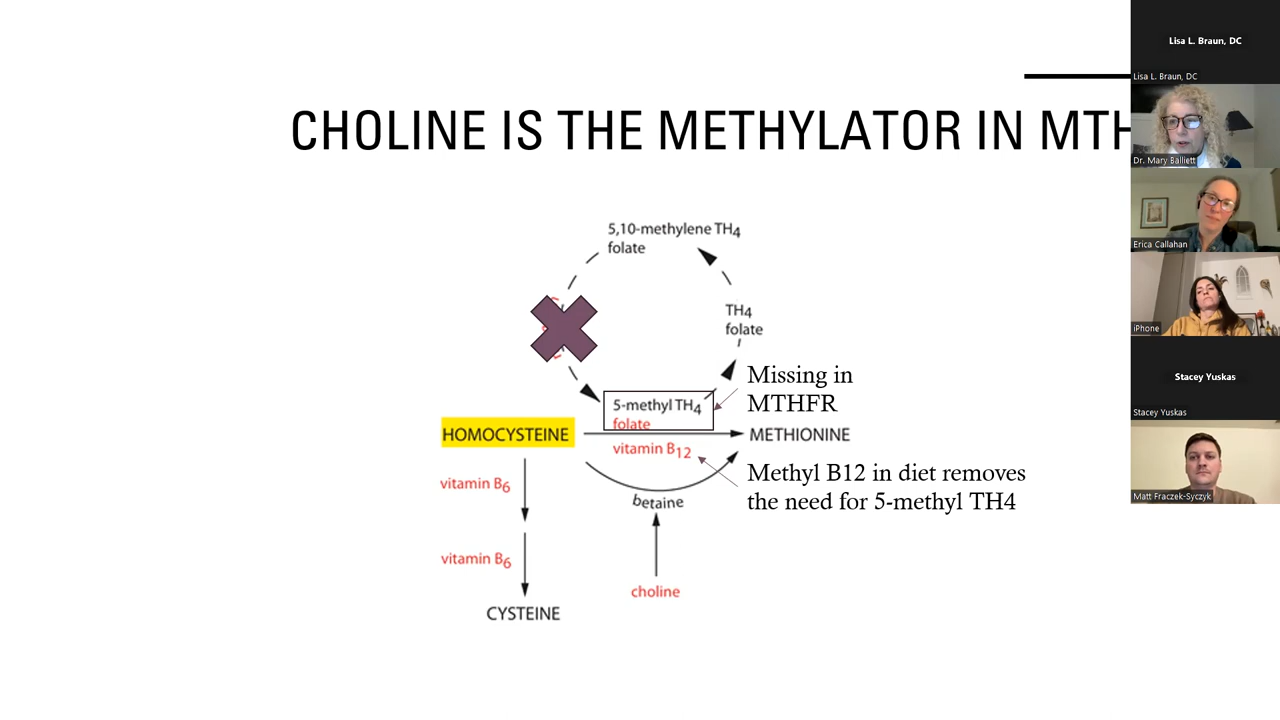 CHOLINE IS THE METHYLATOR IN MTH
5,10-methylene TH4
folate
TH4
folate
Missing in
MTHFR
5-methyl TH4
folate
HOMOCYSTEINE
METHIONINE
vitamin B12
Methyl B12 in diet removes
the need for 5-methyl TH4
vitamin B6
betaine
vitamin B6
choline
CYSTEINE
Lisa L. Braun, DC
Lisa L. Braun, DC
Dr. Mary Balliett
Erica Callahan
iPhone
Stacey Yuskas
Stacey Yuskas
Matt Fraczek-Syczyk